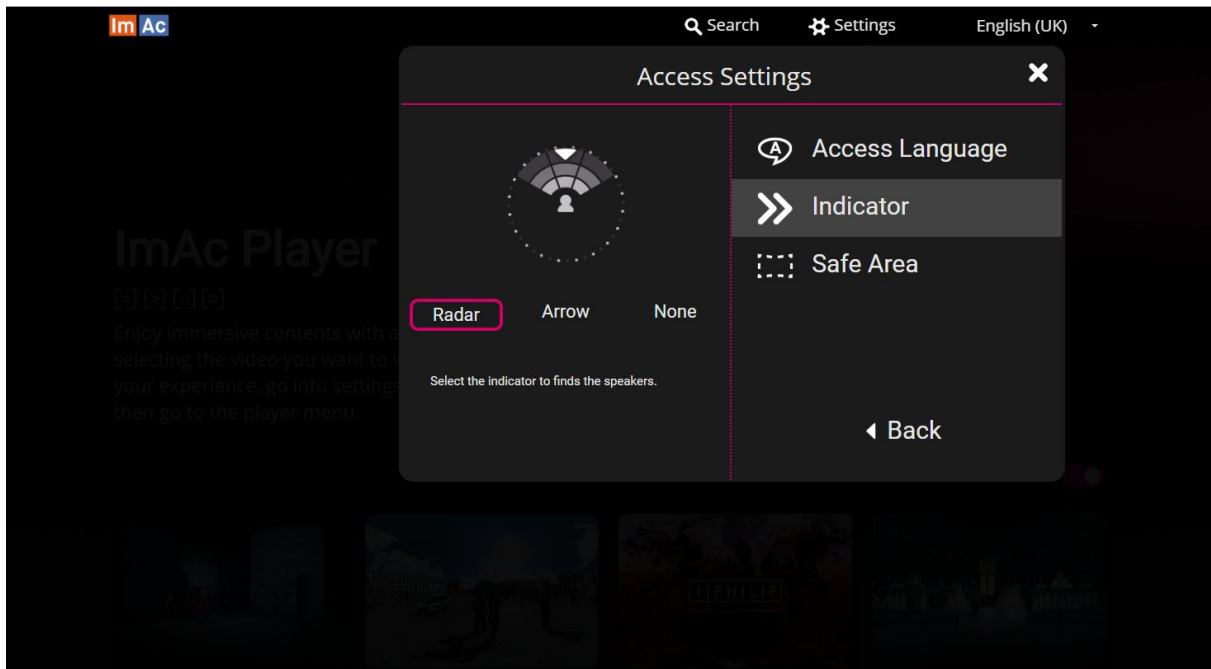 Im Ac
Search
Settings
English (UK)
Access Settings
Access Language
Indicator
Safe Area
Back
Radar
Arrow
None
Select the indicator to finds the speakers.
ImAc Player
[=] [>] [··] [○]
Enjoy immersive contents with a
selecting the video you want to
your experience, go into settings
then go to the player menu.
I PHILIP